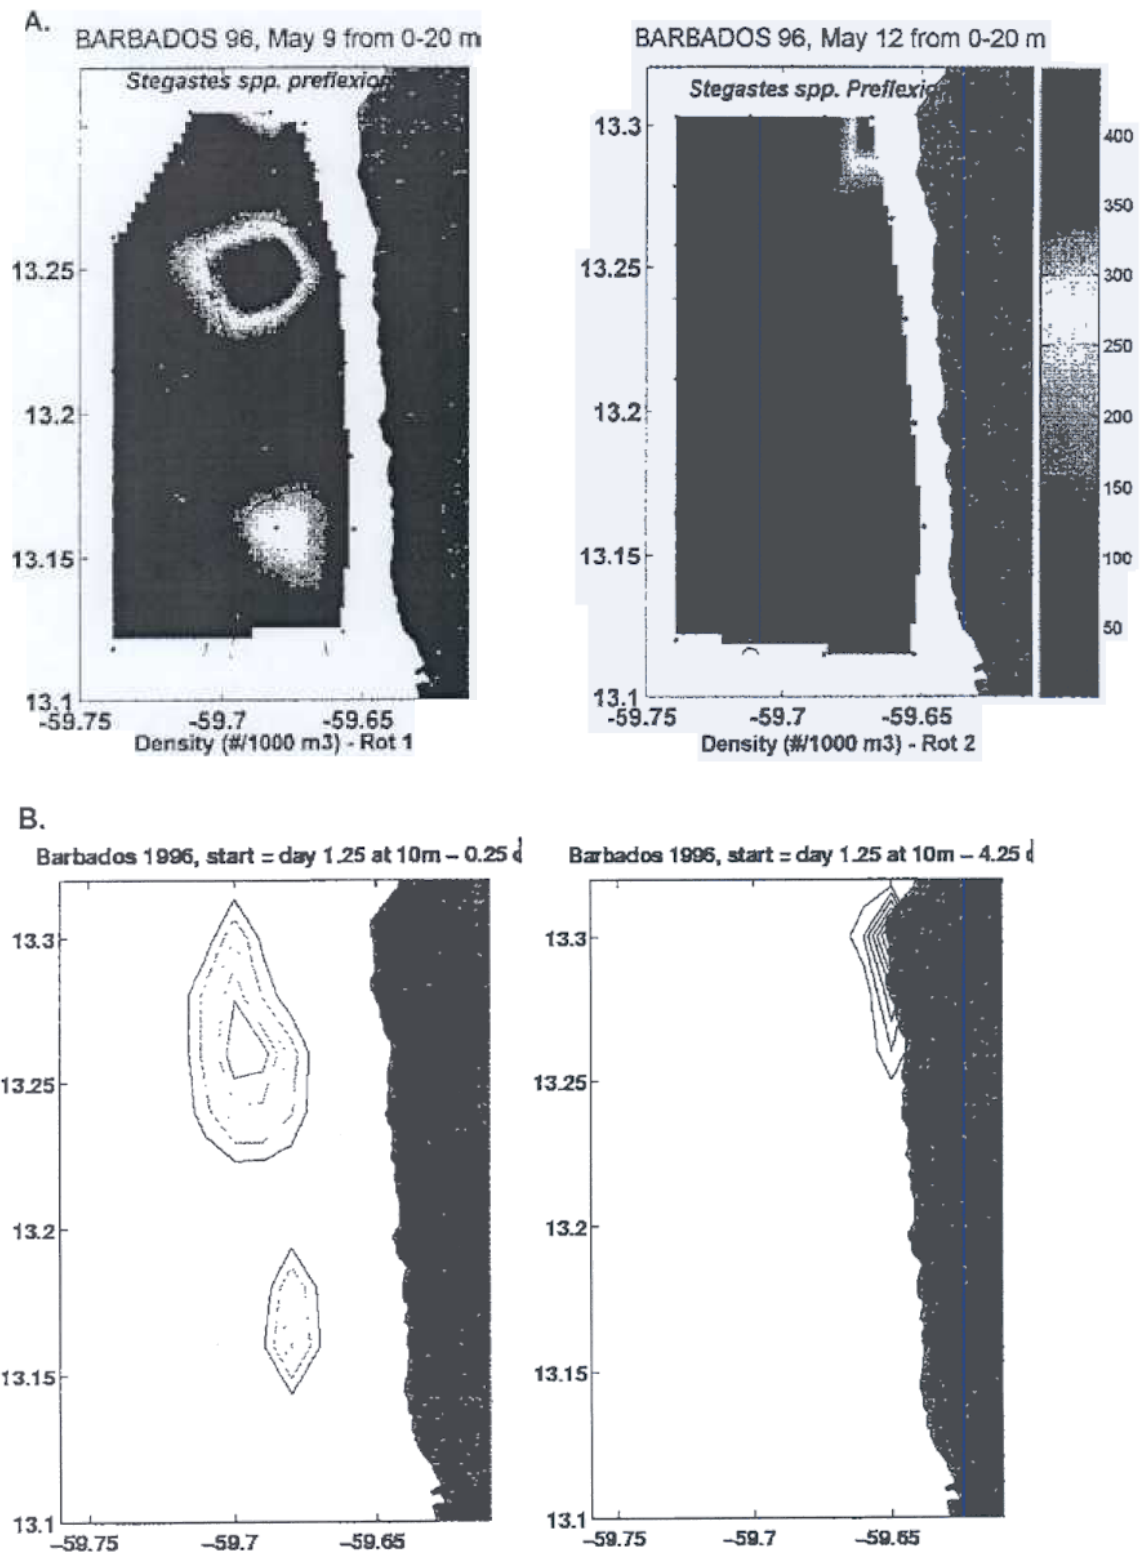 A.
BARBADOS 96, May 9 from 0-20 m
BARBADOS 96, May 12 from 0-20 m
Stegastes spp. preflexion
Stegastes spp. Preflexio
13.25
13.2
13.15
13.1
-59.75 -59.7 -59.65
Density (#/1000 m3) - Rot 1
13.3
13.25
13.2
13.15
13.1
-59.75 -59.7 -59.65
Density (#/1000 m3) - Rot 2
400
350
300
250
200
150
100
50
B.
Barbados 1996, start = day 1.25 at 10m – 0.25 d
Barbados 1996, start = day 1.25 at 10m – 4.25 d
13.3
13.25
13.2
13.15
13.1
–59.75 –59.7 –59.65
13.3
13.25
13.2
13.15
13.1
–59.75 –59.7 –59.65